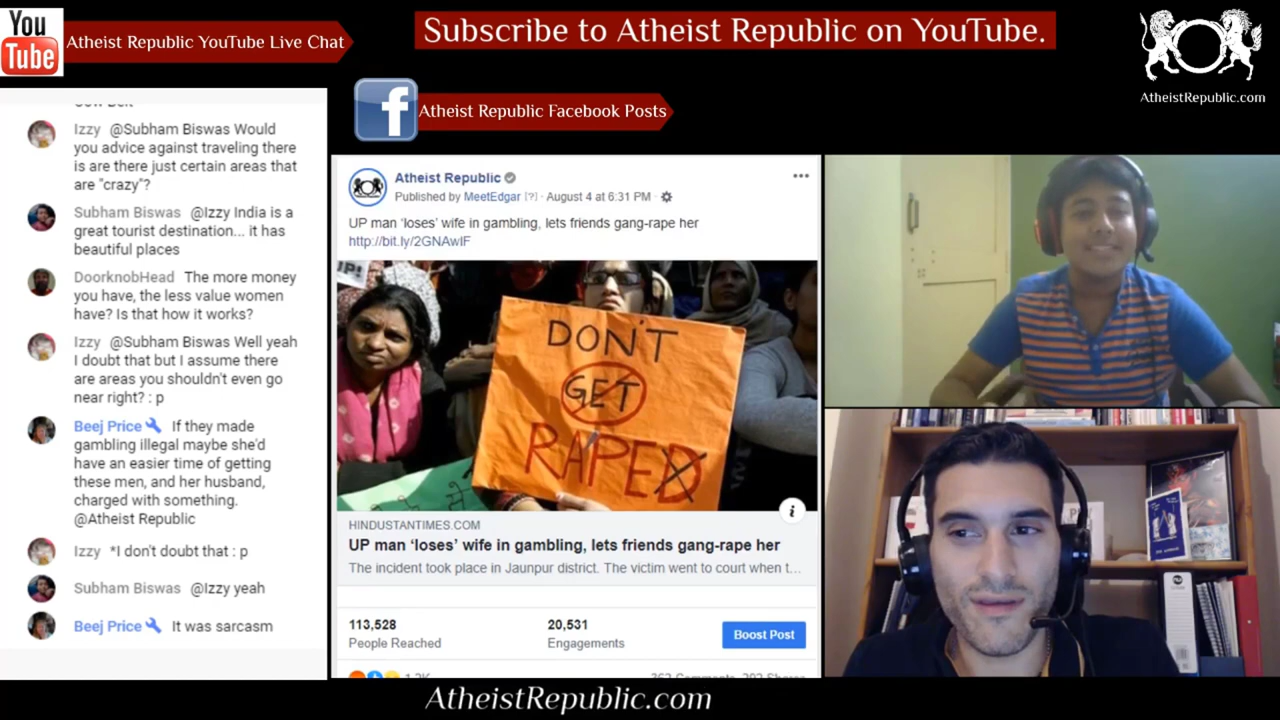 You
Tube
Atheist Republic YouTube Live Chat
Subscribe to Atheist Republic on YouTube.
AtheistRepublic.com
Atheist Republic Facebook Posts
Izzy @Subham Biswas Would
you advice against traveling there
is are there just certain areas that
are "crazy"?
Subham Biswas @Izzy India is a
great tourist destination... it has
beautiful places
DoorknobHead The more money
you have, the less value women
have? Is that how it works?
Izzy @Subham Biswas Well yeah
I doubt that but I assume there
are areas you shouldn't even go
near right? : p
Beej Price If they made
gambling illegal maybe she'd
have an easier time of getting
these men, and her husband,
charged with something.
@Atheist Republic
Izzy *I don't doubt that : p
Subham Biswas @Izzy yeah
Beej Price It was sarcasm
Atheist Republic
Published by MeetEdgar [?] · August 4 at 6:31 PM ·
UP man ‘loses’ wife in gambling, lets friends gang-rape her
http://bit.ly/2GNAwIF
DON'T
GET
RAPED
HINDUSTANTIMES.COM
UP man ‘loses’ wife in gambling, lets friends gang-rape her
The incident took place in Jaunpur district. The victim went to court when t...
113,528
People Reached
20,531
Engagements
Boost Post
AtheistRepublic.com